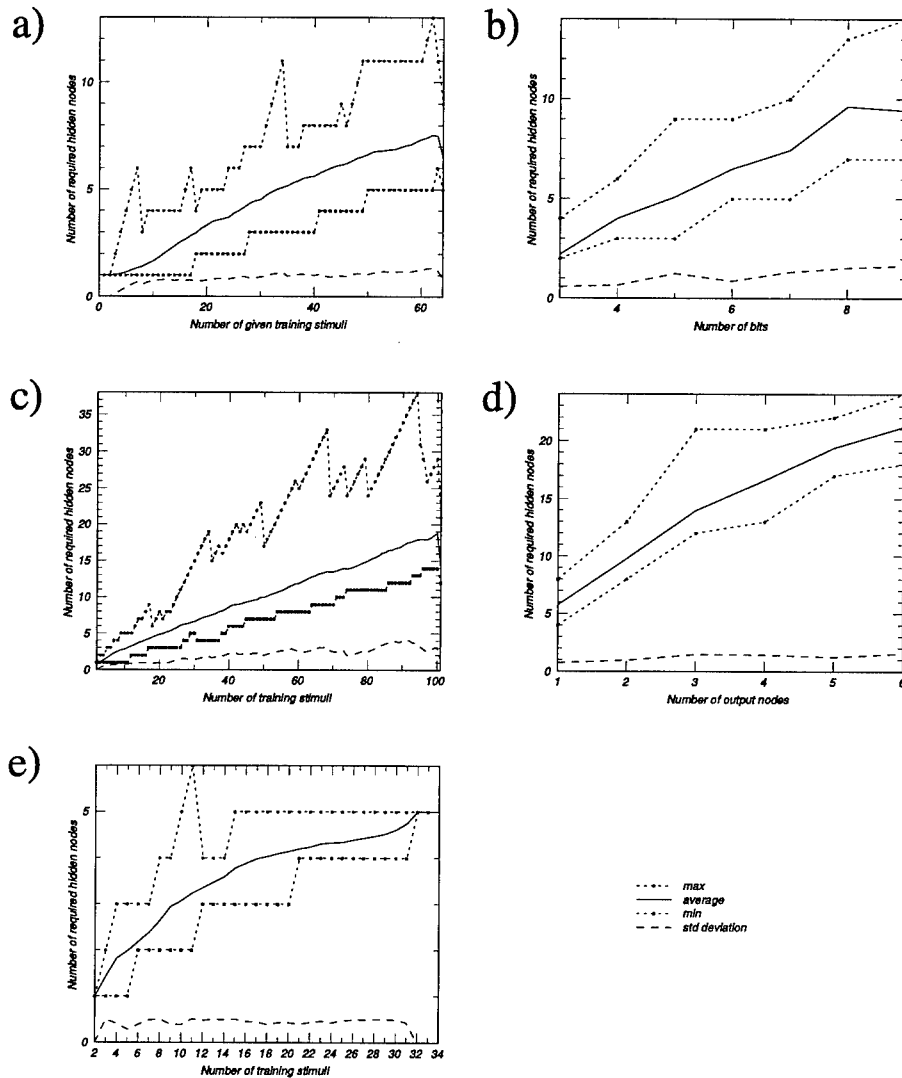 a)
Number of required hidden nodes
10
5
0
20
40
60
Number of given training stimuli
b)
Number of required hidden nodes
10
5
0
4
6
8
Number of bits
c)
Number of required hidden nodes
35
30
25
20
15
10
5
0
20
40
60
80
100
Number of training stimuli
d)
Number of required hidden nodes
20
15
10
5
0
1
2
3
4
5
6
Number of output nodes
e)
Number of required hidden nodes
5
0
2
4
6
8
10
12
14
16
18
20
22
24
26
28
30
32
34
Number of training stimuli
max
average
min
std deviation